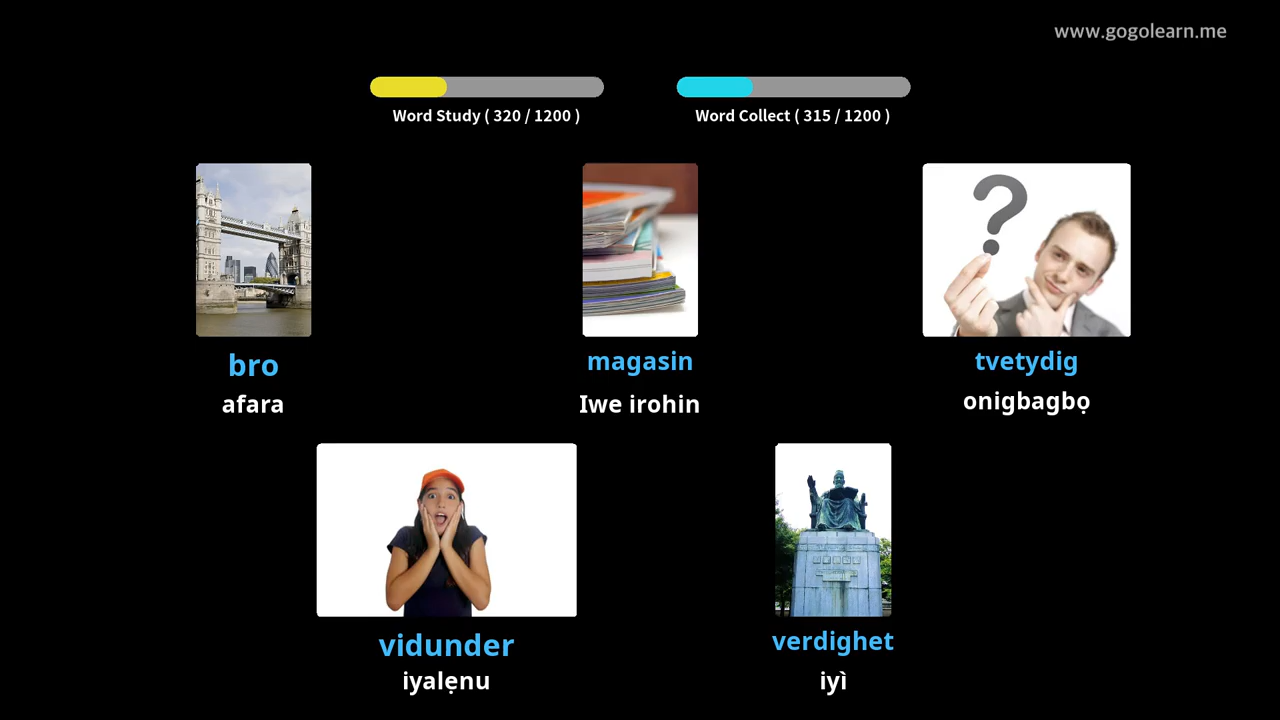 www.gogolearn.me
Word Study ( 320 / 1200 )
Word Collect ( 315 / 1200 )
bro
afara
magasin
Iwe irohin
tvetydig
onigbagbọ
vidunder
iyalẹnu
verdighet
iyì